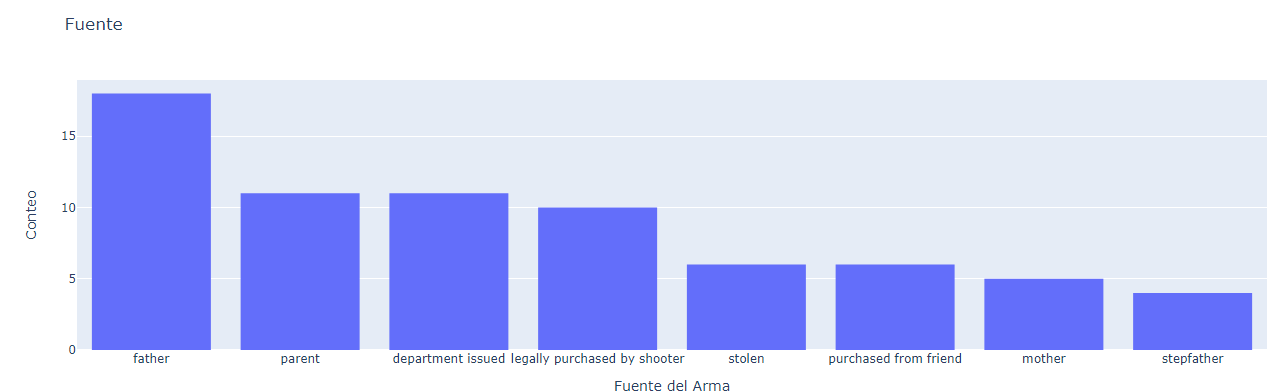 Fuente
Conteo
15
10
5
0
father
parent
department issued
legally purchased by shooter
stolen
purchased from friend
mother
stepfather
Fuente del Arma